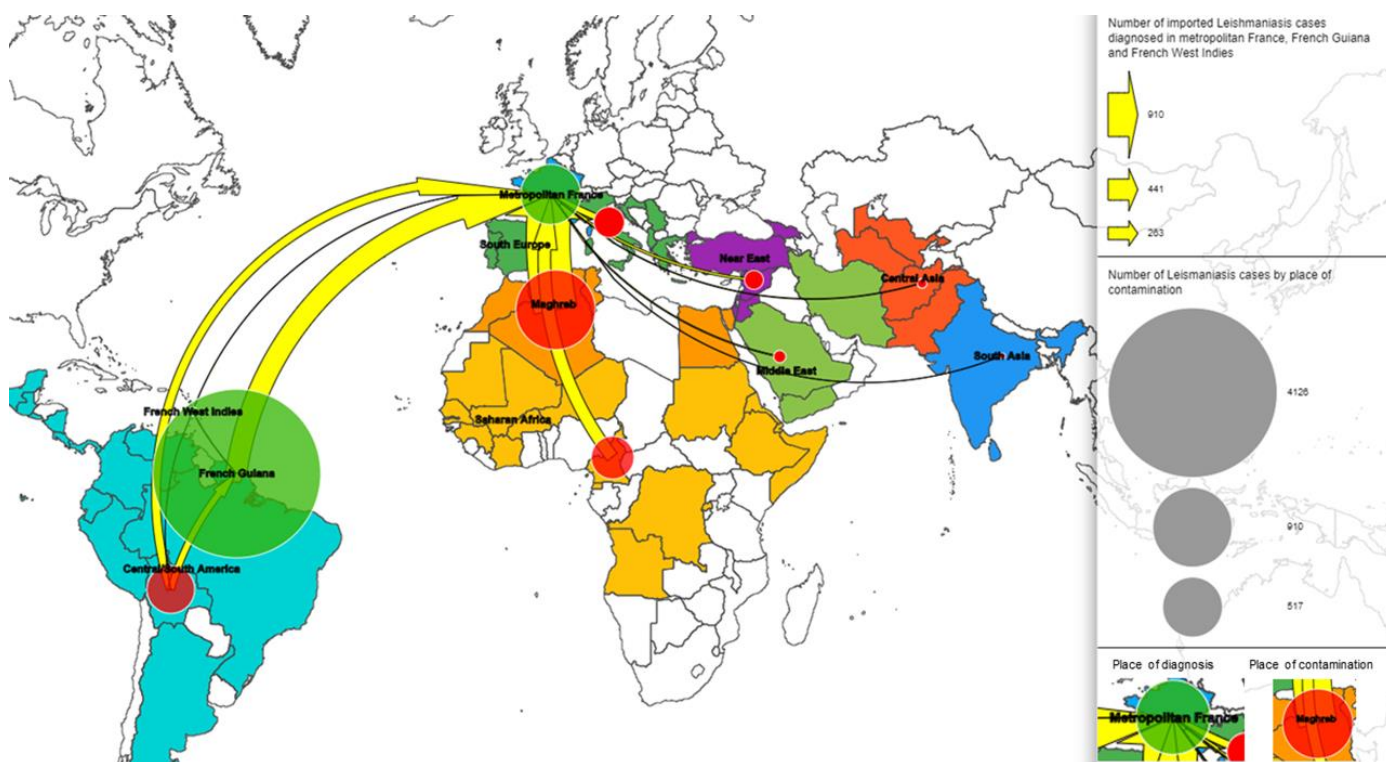 Number of imported Leishmaniasis cases
diagnosed in metropolitan France, French Guiana
and French West Indies
910
441
263
Number of Leismaniasis cases by place of
contamination
4126
910
517
Place of diagnosis
Place of contamination
Metropolitan France
Maghreb
Metropolitan France
South Europe
Near East
Central Asia
Maghreb
South Asia
Middle East
French West Indies
Saharan Africa
French Guiana
Central/South America